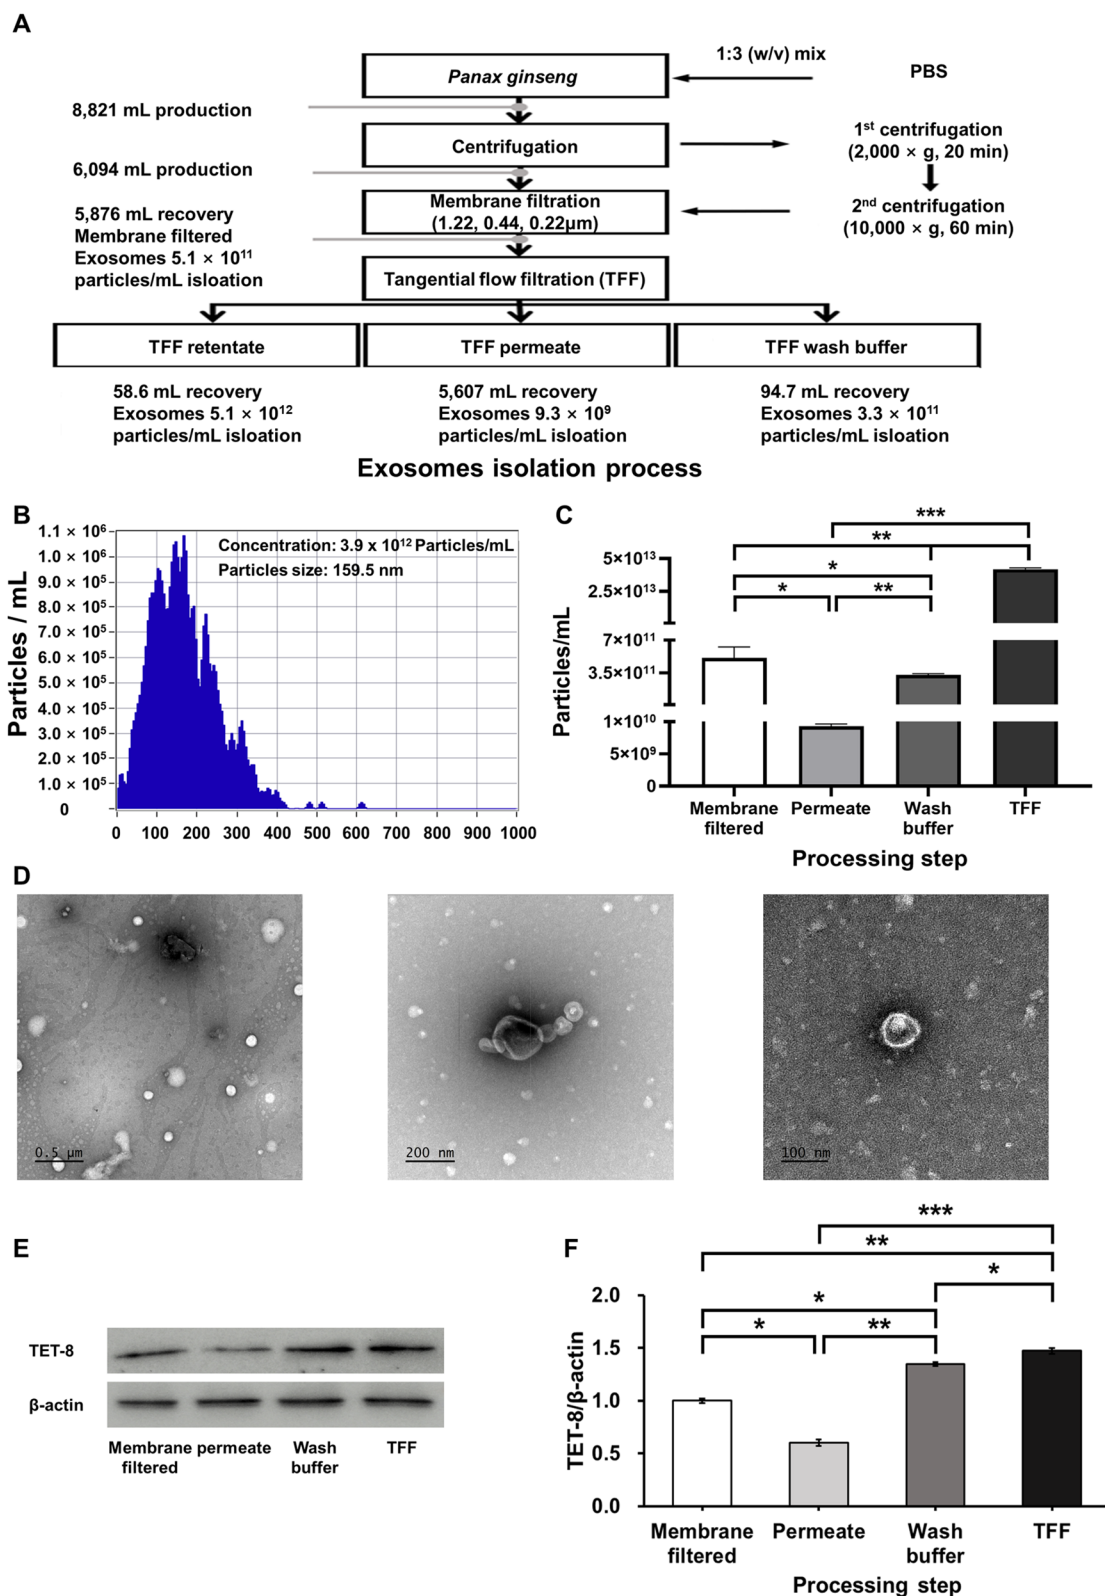 A
Panax ginseng
1:3 (w/v) mix
PBS
8,821 mL production
Centrifugation
1st centrifugation
(2,000 × g, 20 min)
6,094 mL production
Membrane filtration
(1.22, 0.44, 0.22µm)
2nd centrifugation
(10,000 × g, 60 min)
5,876 mL recovery
Membrane filtered
Exosomes 5.1 × 10¹¹
particles/mL isloation
Tangential flow filtration (TFF)
TFF retentate
TFF permeate
TFF wash buffer
58.6 mL recovery
Exosomes 5.1 × 10¹²
particles/mL isloation
5,607 mL recovery
Exosomes 9.3 × 10⁹
particles/mL isloation
94.7 mL recovery
Exosomes 3.3 × 10¹¹
particles/mL isloation
Exosomes isolation process
B
Particles / mL
1.1 × 10⁶
1.0 × 10⁶
9.0 × 10⁵
8.0 × 10⁵
7.0 × 10⁵
6.0 × 10⁵
5.0 × 10⁵
4.0 × 10⁵
3.0 × 10⁵
2.0 × 10⁵
1.0 × 10⁵
0
Concentration: 3.9 x 10¹² Particles/mL
Particles size: 159.5 nm
0 100 200 300 400 500 600 700 800 900 1000
C
Particles/mL
5×10¹³
2.5×10¹³
7×10¹¹
3.5×10¹¹
1×10¹⁰
5×10⁹
0
***
**
*
* **
Membrane filtered
Permeate
Wash buffer
TFF
Processing step
D
0.5 µm
200 nm
100 nm
E
TET-8
β-actin
Membrane filtered
permeate
Wash buffer
TFF
F
TET-8/β-actin
2.0
1.5
1.0
0.5
0.0
***
**
*
*
* **
Membrane filtered
Permeate
Wash buffer
TFF
Processing step